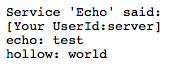 Service 'Echo' said:
[Your UserId:server]
echo: test
hollow: world